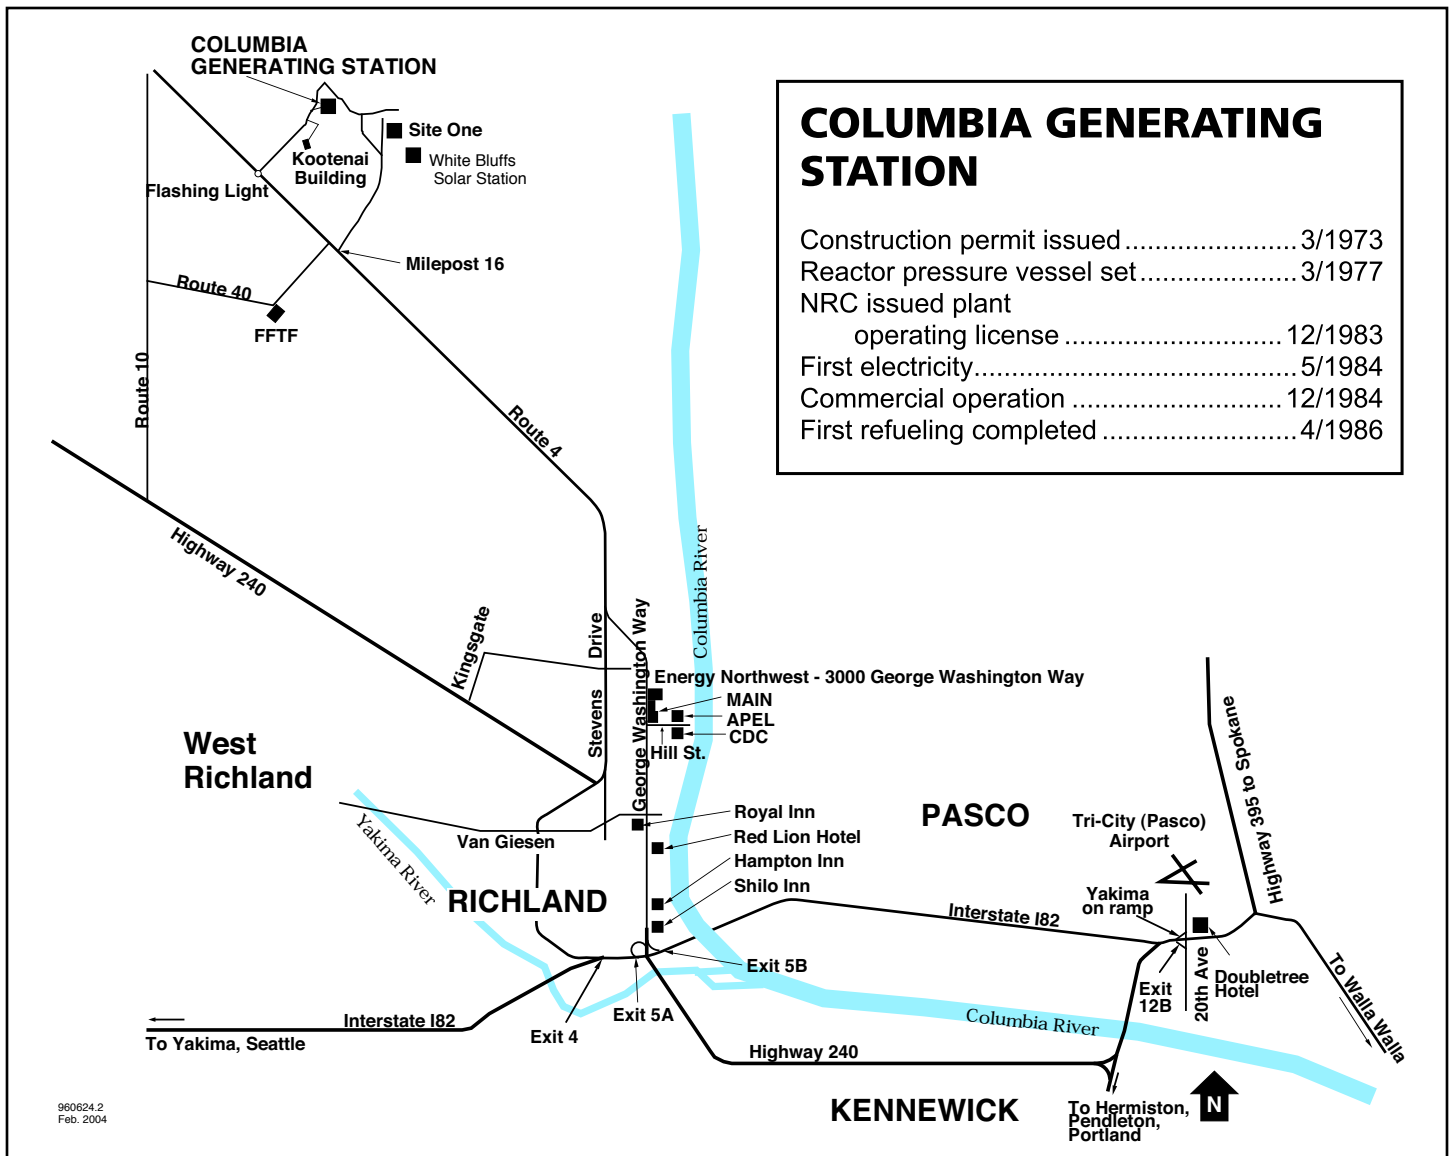 COLUMBIA
GENERATING STATION
Site One
White Bluffs
Solar Station
Kootenai
Building
Flashing Light
Milepost 16
Route 40
FFTF
Route 10
Route 4
Highway 240
COLUMBIA GENERATING
STATION
Construction permit issued ....................... 3/1973
Reactor pressure vessel set ..................... 3/1977
NRC issued plant
operating license ............................. 12/1983
First electricity........................................... 5/1984
Commercial operation ............................ 12/1984
First refueling completed .......................... 4/1986
Columbia River
Kingsgate
Stevens Drive
George Washington Way
Energy Northwest - 3000 George Washington Way
MAIN
APEL
CDC
Hill St.
West
Richland
Van Giesen
Yakima River
RICHLAND
Royal Inn
Red Lion Hotel
Hampton Inn
Shilo Inn
PASCO
Tri-City (Pasco)
Airport
Highway 395 to Spokane
Yakima
on ramp
Interstate I82
Exit
12B
20th Ave
Doubletree
Hotel
To Walla Walla
Exit 5B
Exit 5A
Exit 4
Interstate I82
To Yakima, Seattle
Columbia River
Highway 240
KENNEWICK
To Hermiston,
Pendleton,
Portland
N
960624.2
Feb. 2004